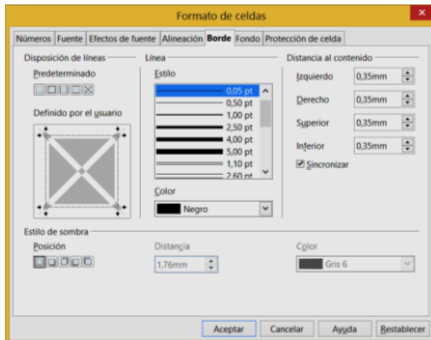 Formato de celdas
Números Fuente Efectos de fuente Alineación Borde Fondo Protección de celda
Disposición de líneas
Predeterminado
Definido por el usuario
Línea
Estilo
0,05 pt
0,50 pt
1,00 pt
2,50 pt
4,00 pt
5,00 pt
1,10 pt
2,60 pt
Color
Negro
Distancia al contenido
Izquierdo 0,35mm
Derecho 0,35mm
Superior 0,35mm
Inferior 0,35mm
Sincronizar
Estilo de sombra
Posición
Distancia
1,76mm
Color
Gris 6
Aceptar Cancelar Ayuda Restablecer